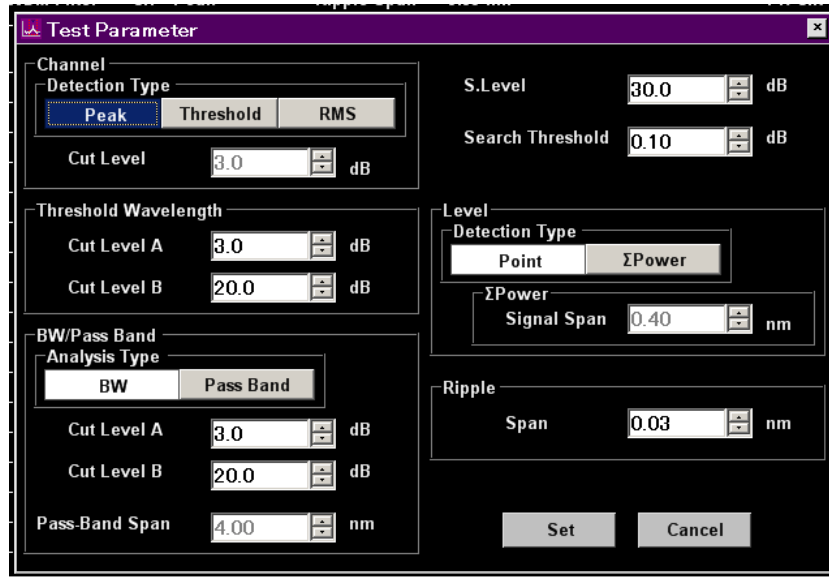 Test Parameter
Channel
Detection Type
Peak Threshold RMS
Cut Level 3.0 dB
S.Level 30.0 dB
Search Threshold 0.10 dB
Threshold Wavelength
Cut Level A 3.0 dB
Cut Level B 20.0 dB
Level
Detection Type
Point ΣPower
ΣPower
Signal Span 0.40 nm
BW/Pass Band
Analysis Type
BW Pass Band
Cut Level A 3.0 dB
Cut Level B 20.0 dB
Pass-Band Span 4.00 nm
Ripple
Span 0.03 nm
Set Cancel